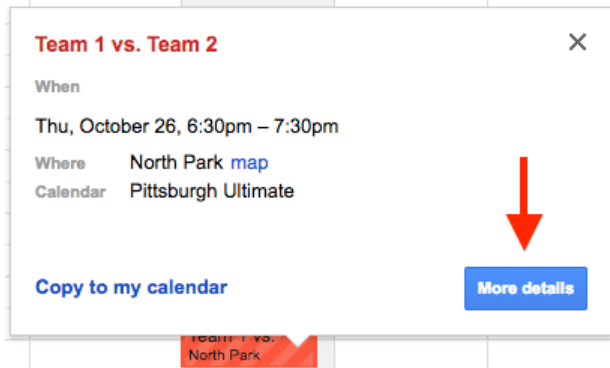 Team 1 vs. Team 2
When
Thu, October 26, 6:30pm – 7:30pm
Where North Park map
Calendar Pittsburgh Ultimate
Copy to my calendar More details
Team 1 vs.
North Park